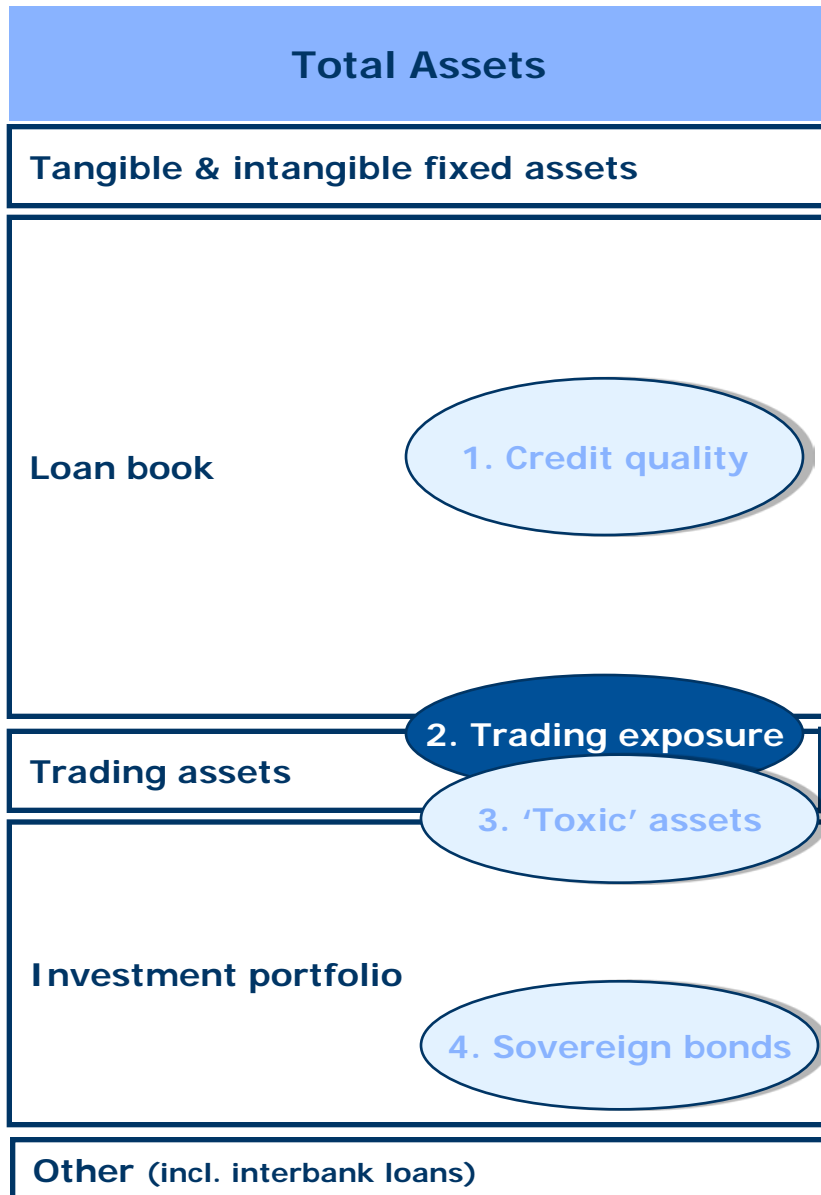 Total Assets
Tangible & intangible fixed assets
Loan book
1. Credit quality
2. Trading exposure
Trading assets
3. ‘Toxic’ assets
Investment portfolio
4. Sovereign bonds
Other (incl. interbank loans)